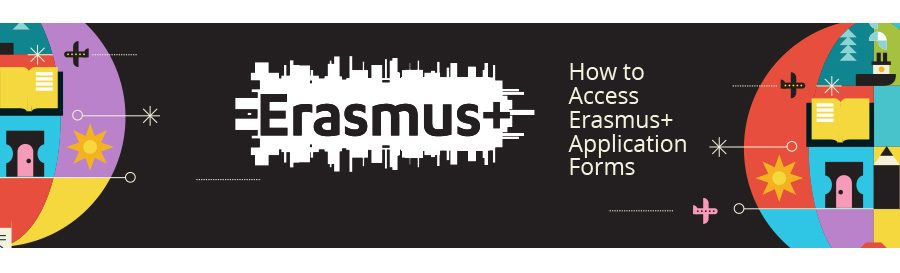 Erasmus+
How to
Access
Erasmus+
Application
Forms